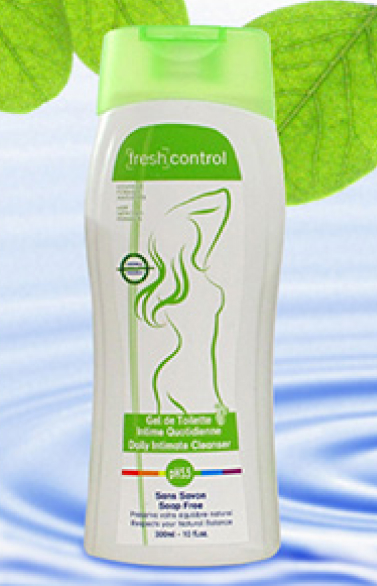 [fresh]control
Gel de Toilette
Intime Quotidienne
Daily Intimate Cleanser
pH5.5
Sans Savon
Soap Free
Préserve votre équilibre naturel
Respects your Natural Balance
300ml - 10 fl.oz.